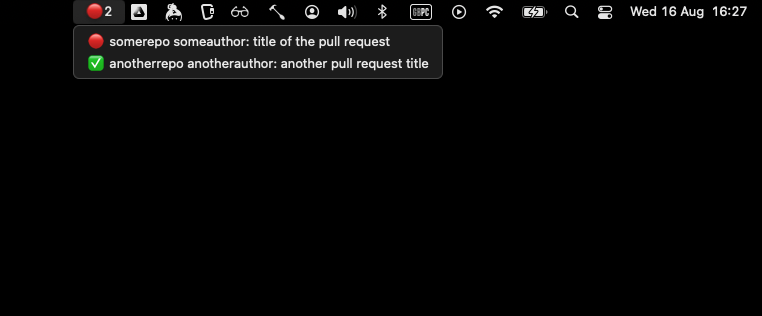 2
GBPC
Wed 16 Aug 16:27
somerepo someauthor: title of the pull request
anotherrepo anotherauthor: another pull request title